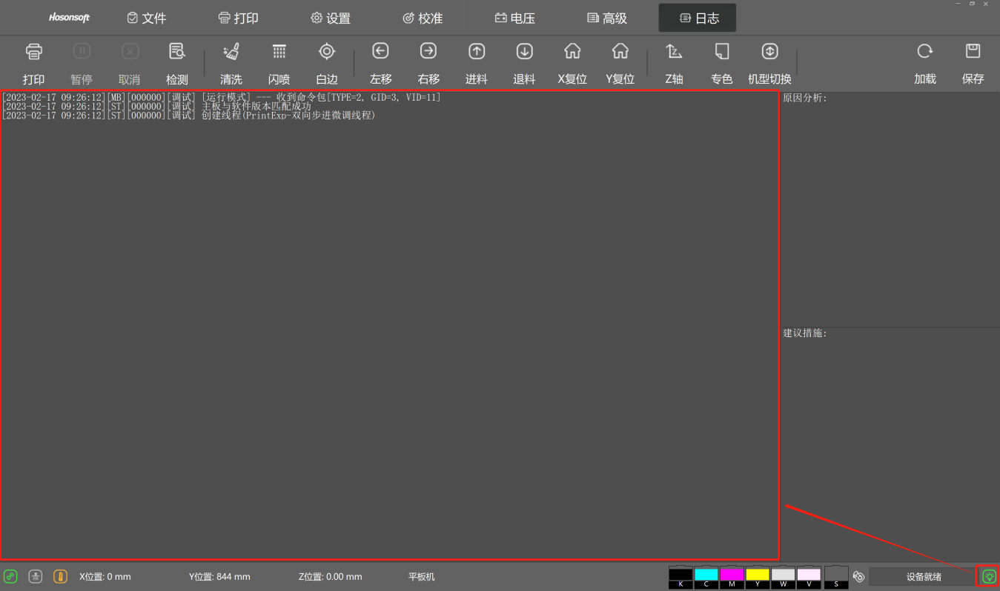 Hosonsoft 文件 打印 设置 校准 电压 高级 日志
打印 暂停 取消 检测 清洗 闪喷 白边 左移 右移 进料 退料 X复位 Y复位 Z轴 专色 机型切换 加载 保存
[2023-02-17 09:26:12][MB][000000][调试] [运行模式] --- 收到命令包[TYPE=2, GID=3, VID=11]
[2023-02-17 09:26:12][ST][000000][调试] 主板与软件版本匹配成功
[2023-02-17 09:26:12][ST][000000][调试] 创建线程(PrintExp-双向步进微调线程)
原因分析:
建议措施:
X位置: 0 mm Y位置: 844 mm Z位置: 0.00 mm 平板机 K C M Y W V S 设备就绪